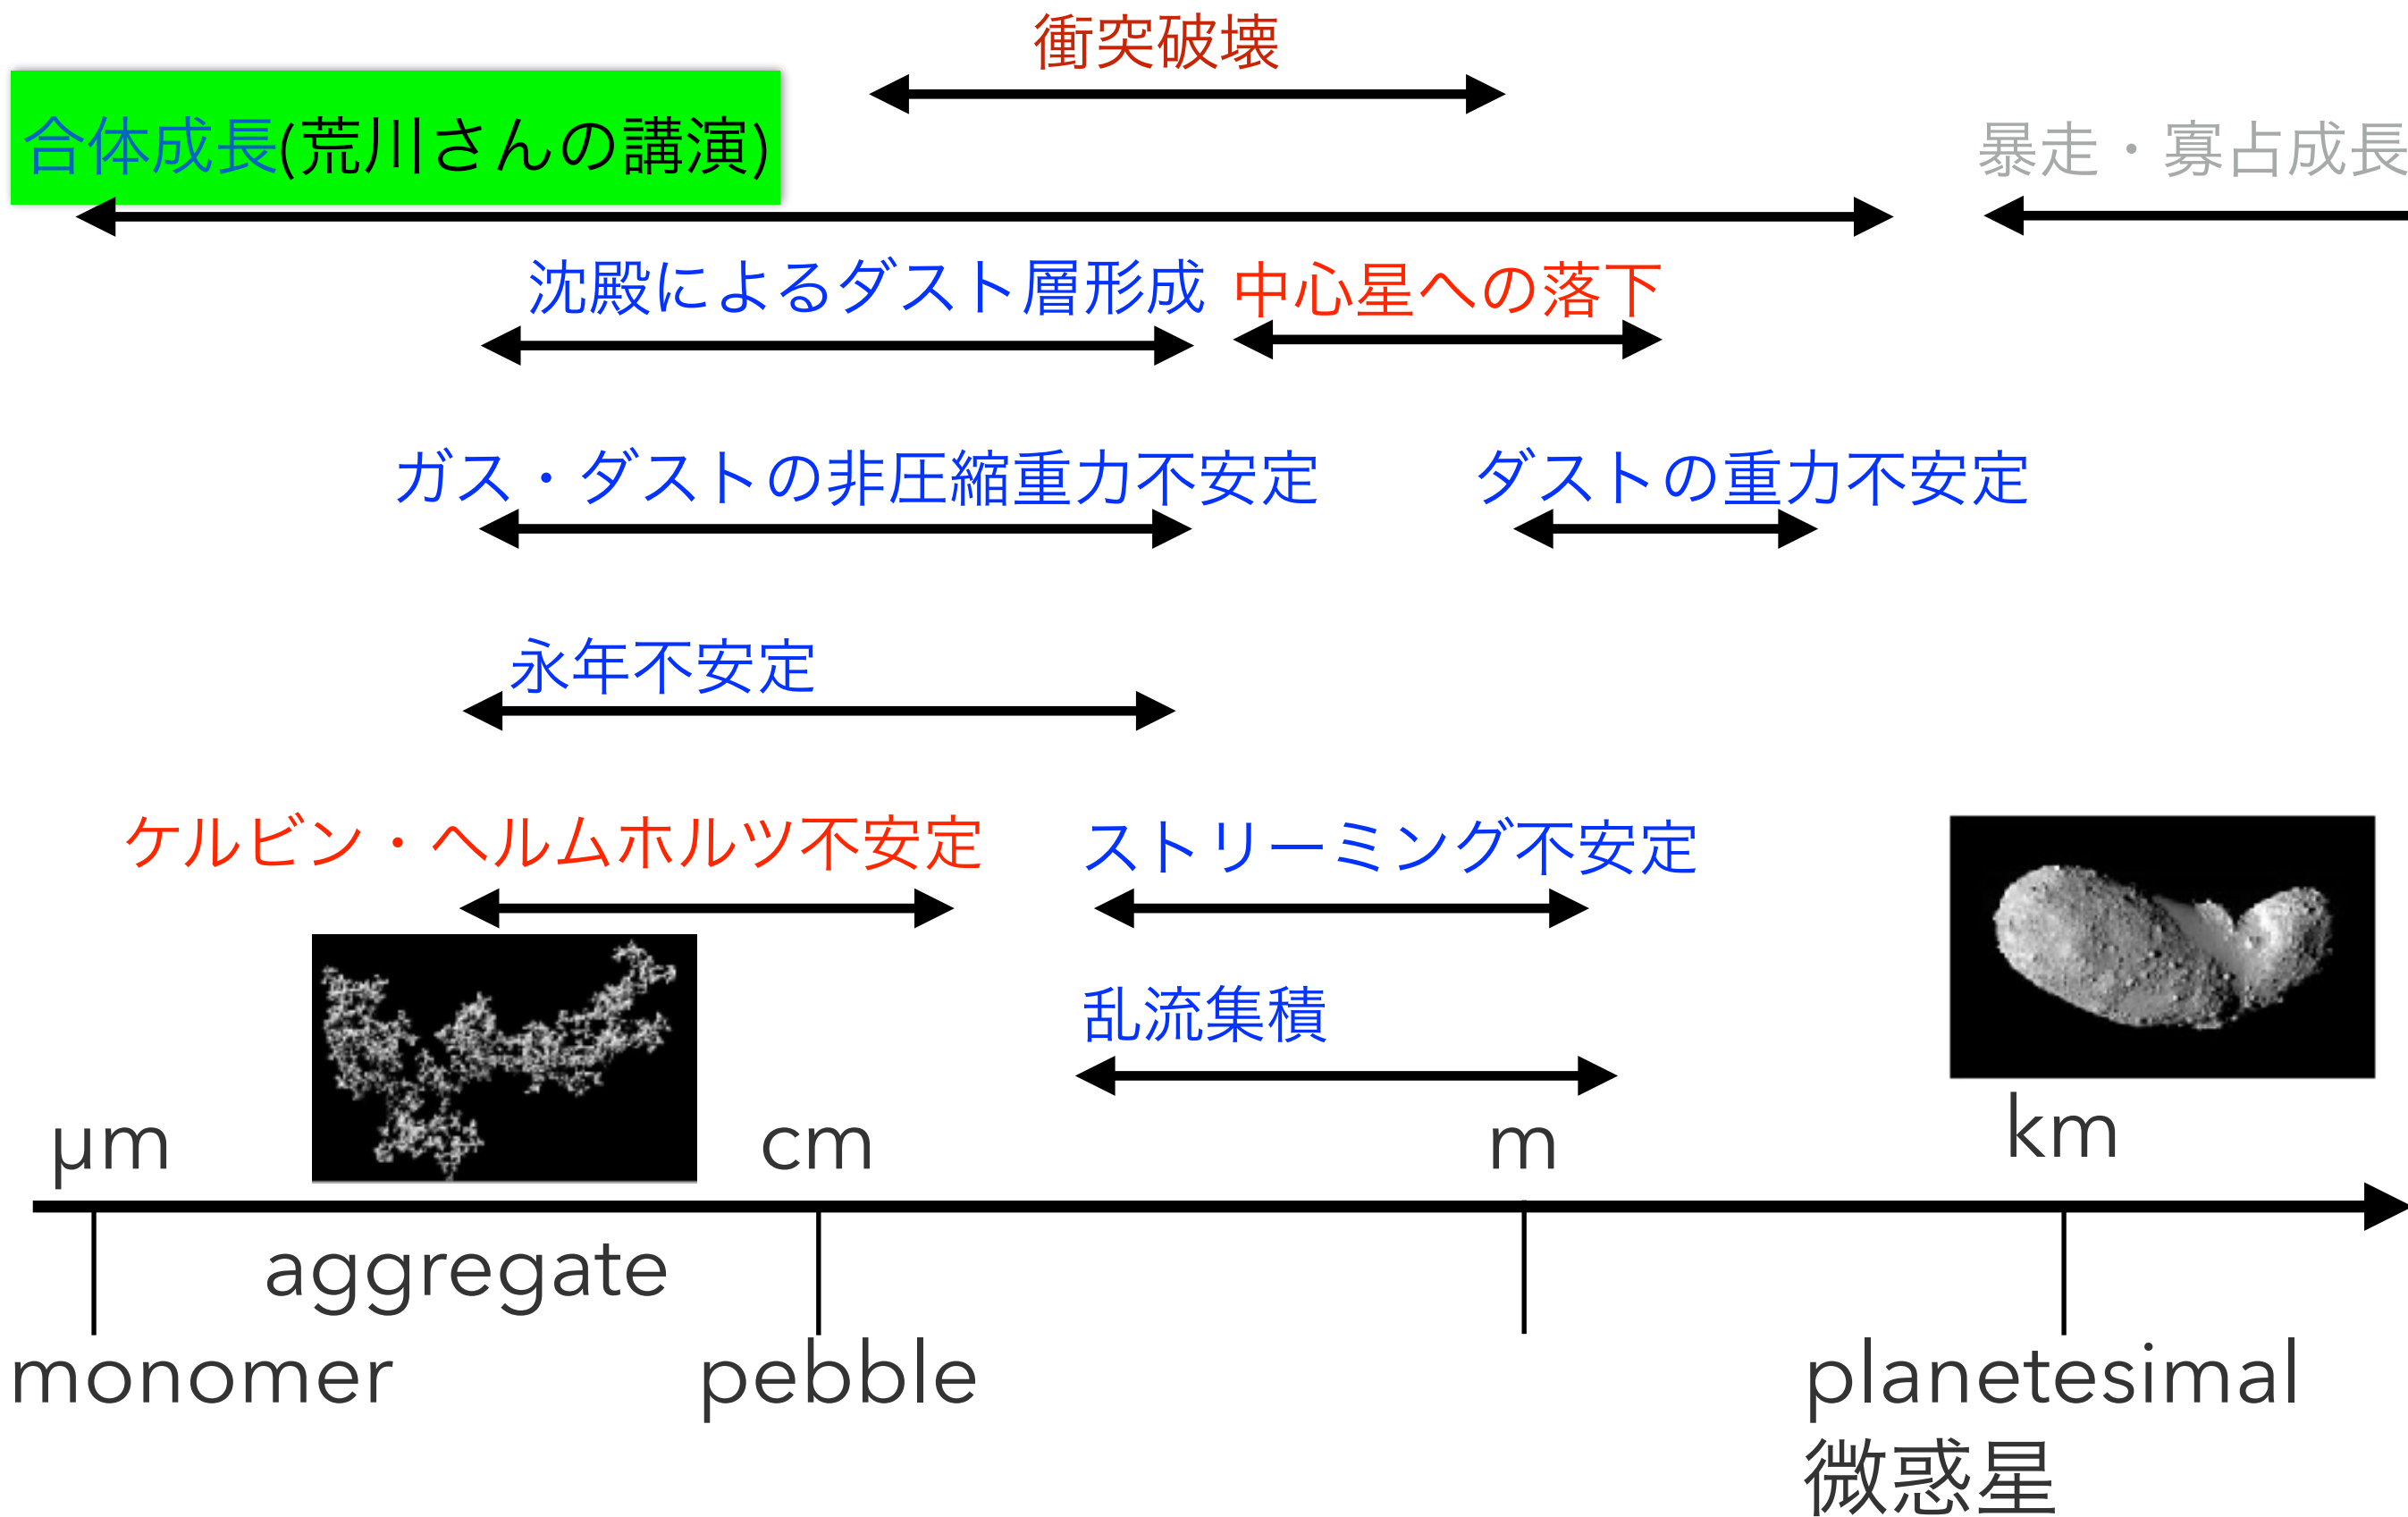 衝突破壊
合体成長(荒川さんの講演)
暴走・寡占成長
沈殿によるダスト層形成
中心星への落下
ガス・ダストの非圧縮重力不安定
ダストの重力不安定
永年不安定
ケルビン・ヘルムホルツ不安定
ストリーミング不安定
乱流集積
μm
cm
m
km
aggregate
monomer
pebble
planetesimal
微惑星